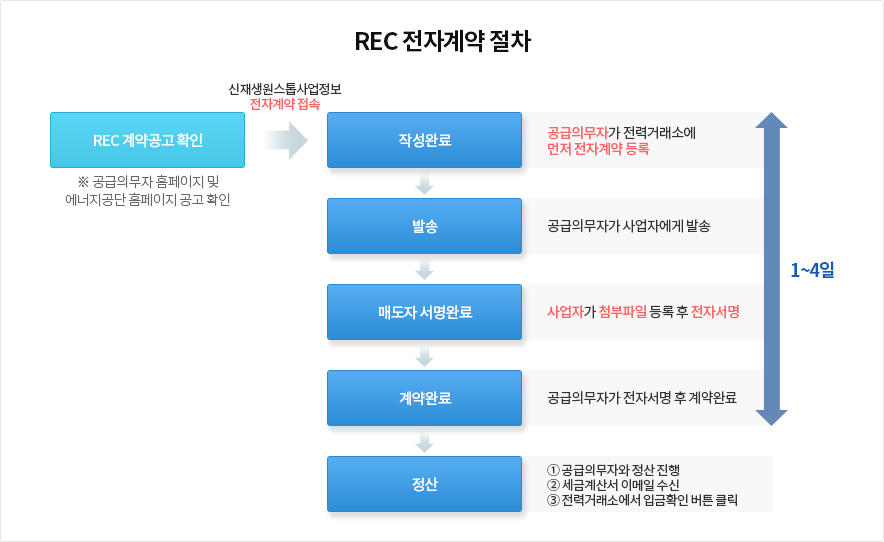 REC 전자계약 절차
신재생원스톱사업정보
전자계약 접속
REC 계약공고 확인
※ 공급의무자 홈페이지 및
에너지공단 홈페이지 공고 확인
작성완료
공급의무자가 전력거래소에
먼저 전자계약 등록
발송
공급의무자가 사업자에게 발송
1~4일
매도자 서명완료
사업자가 첨부파일 등록 후 전자서명
계약완료
공급의무자가 전자서명 후 계약완료
정산
① 공급의무자와 정산 진행
② 세금계산서 이메일 수신
③ 전력거래소에서 입금확인 버튼 클릭